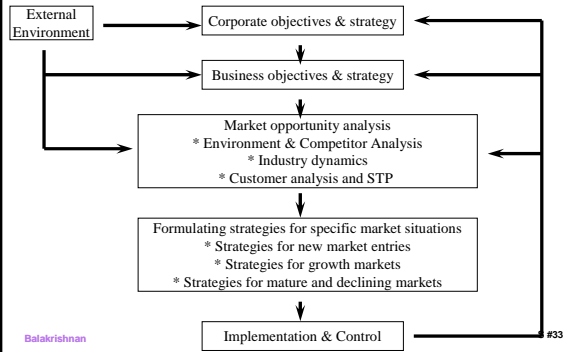 External
Environment
Corporate objectives & strategy
Business objectives & strategy
Market opportunity analysis
* Environment & Competitor Analysis
* Industry dynamics
* Customer analysis and STP
Formulating strategies for specific market situations
* Strategies for new market entries
* Strategies for growth markets
* Strategies for mature and declining markets
Implementation & Control
Balakrishnan
S #33